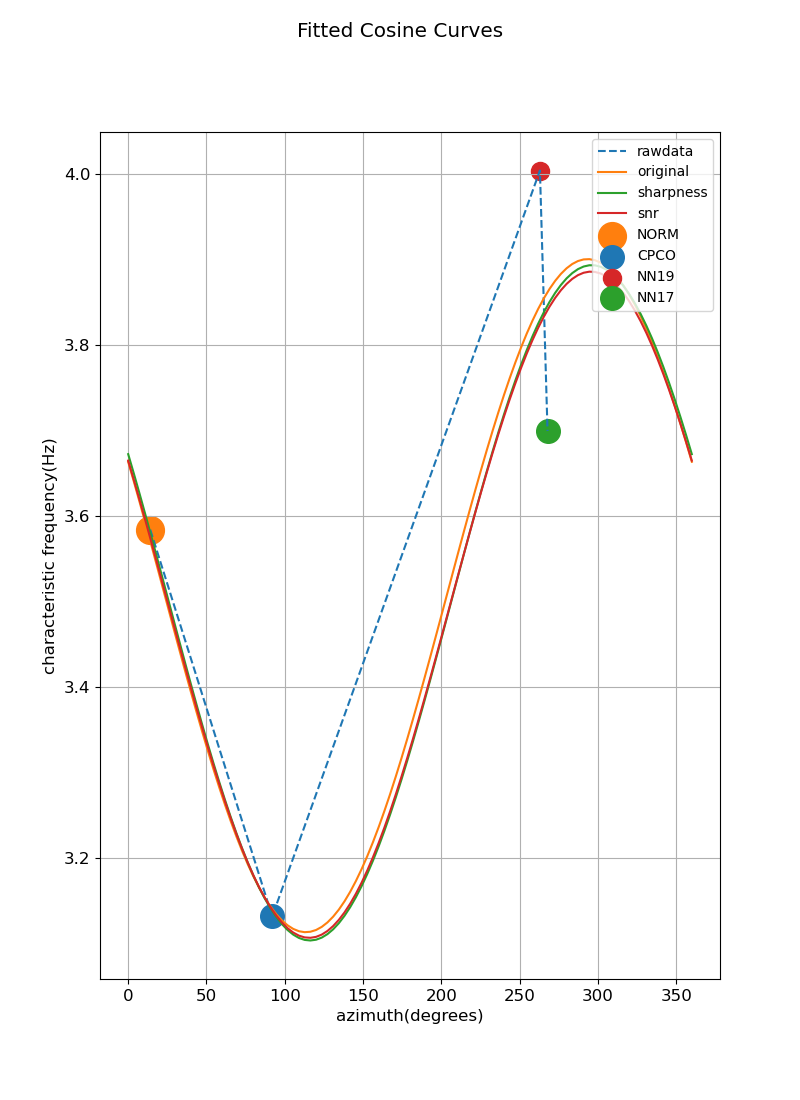 Fitted Cosine Curves
rawdata
original
sharpness
snr
NORM
CPCO
NN19
NN17
4.0
3.8
3.6
3.4
3.2
characteristic frequency(Hz)
0 50 100 150 200 250 300 350
azimuth(degrees)